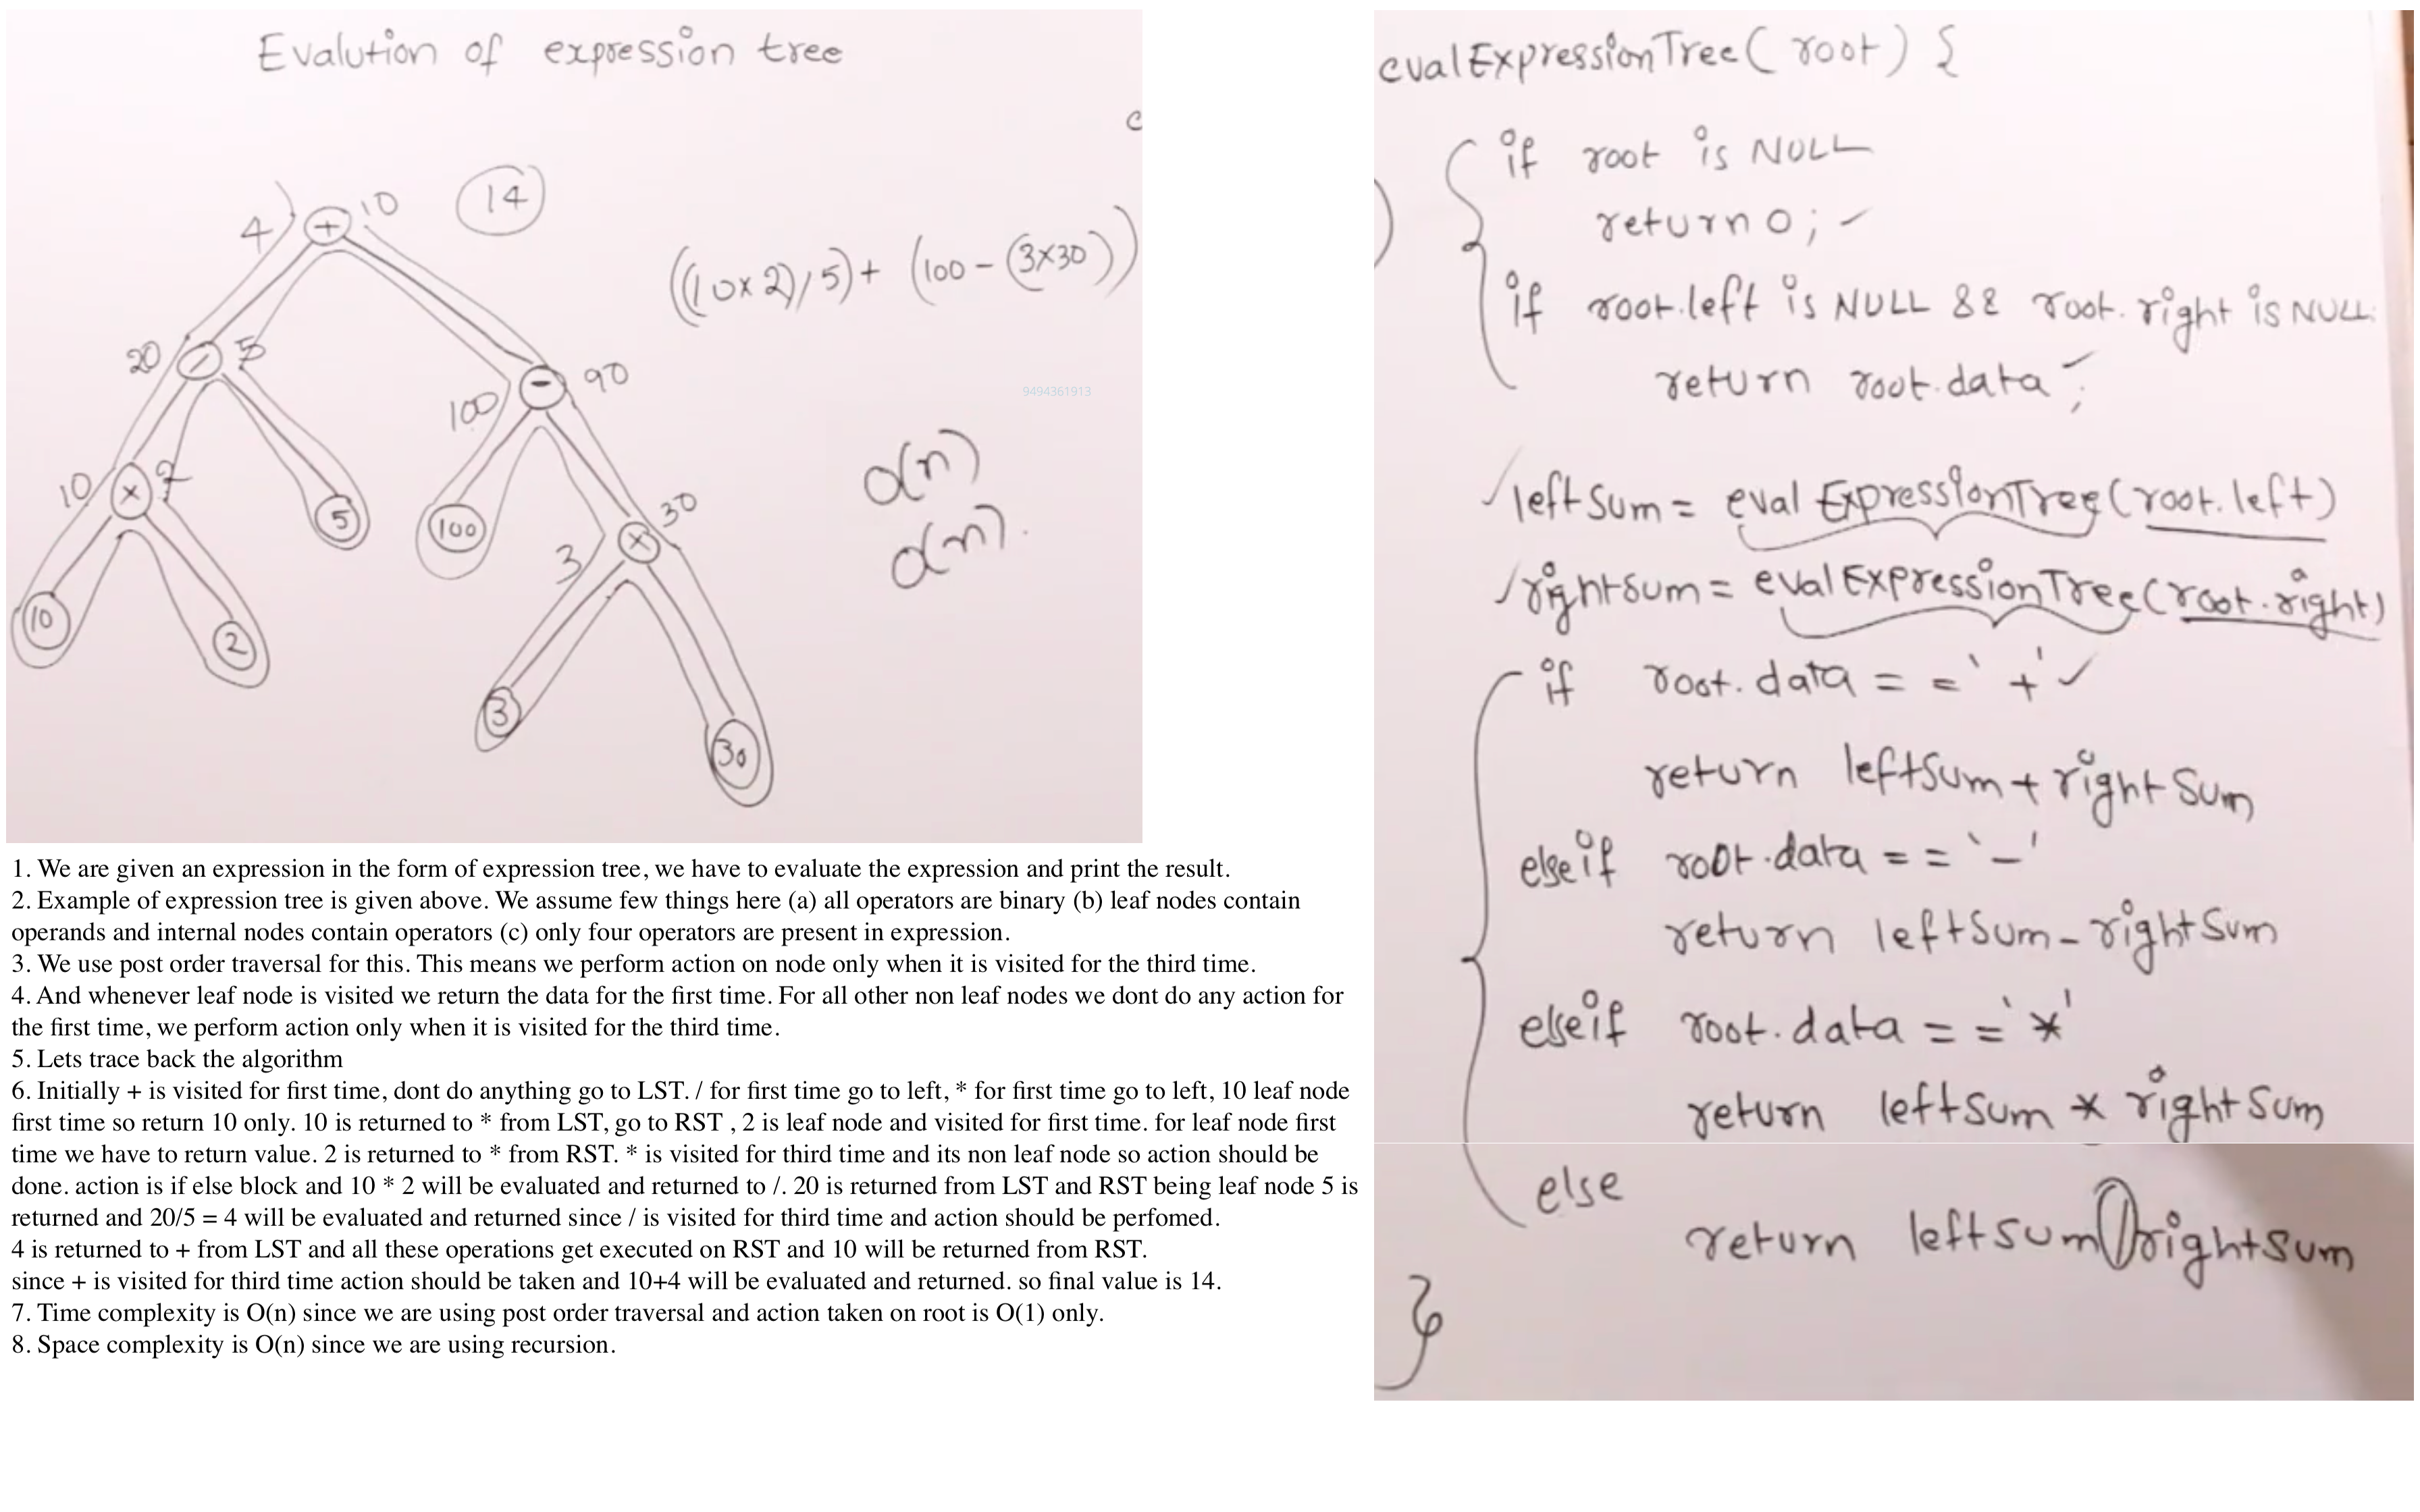 Evalution of expression tree
c
4 + 10 14
((10x2)/5)+ (100-(3x30))
20 / 5
- 90
9494361913
100
O(n)
10 x 2
30
5
100
x
O(n).
3
10
2
3
30
1. We are given an expression in the form of expression tree, we have to evaluate the expression and print the result.
2. Example of expression tree is given above. We assume few things here (a) all operators are binary (b) leaf nodes contain
operands and internal nodes contain operators (c) only four operators are present in expression.
3. We use post order traversal for this. This means we perform action on node only when it is visited for the third time.
4. And whenever leaf node is visited we return the data for the first time. For all other non leaf nodes we dont do any action for
the first time, we perform action only when it is visited for the third time.
5. Lets trace back the algorithm
6. Initially + is visited for first time, dont do anything go to LST. / for first time go to left, * for first time go to left, 10 leaf node
first time so return 10 only. 10 is returned to * from LST, go to RST , 2 is leaf node and visited for first time. for leaf node first
time we have to return value. 2 is returned to * from RST. * is visited for third time and its non leaf node so action should be
done. action is if else block and 10 * 2 will be evaluated and returned to /. 20 is returned from LST and RST being leaf node 5 is
returned and 20/5 = 4 will be evaluated and returned since / is visited for third time and action should be perfomed.
4 is returned to + from LST and all these operations get executed on RST and 10 will be returned from RST.
since + is visited for third time action should be taken and 10+4 will be evaluated and returned. so final value is 14.
7. Time complexity is O(n) since we are using post order traversal and action taken on root is O(1) only.
8. Space complexity is O(n) since we are using recursion.
evalExpressionTree( root) {
if root is NULL
return 0;
if root.left is NULL && root.right is NULL
return root.data;
leftSum = eval ExpressionTree(root.left)
rightsum = evalExpressionTree(root.right)
if root.data == '+'
return leftSum + rightSum
elseif root.data == '-'
return leftSum - rightSum
elseif root.data == '*'
return leftSum * rightSum
else
return leftsum/rightsum
}